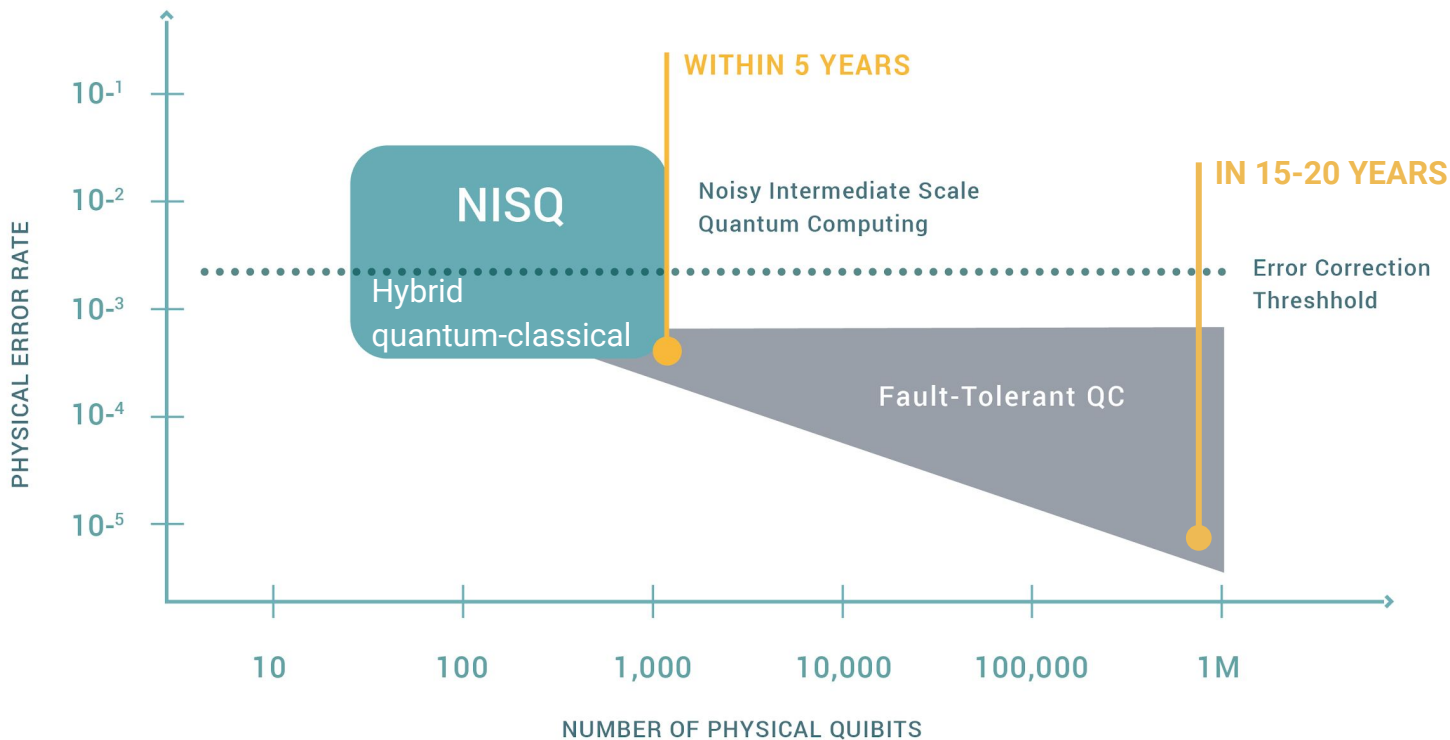 WITHIN 5 YEARS
10-¹
IN 15-20 YEARS
NISQ
Noisy Intermediate Scale
Quantum Computing
10-²
Error Correction
Threshhold
Hybrid
quantum-classical
10-³
Fault-Tolerant QC
10-⁴
10-⁵
PHYSICAL ERROR RATE
10
100
1,000
10,000
100,000
1M
NUMBER OF PHYSICAL QUIBITS